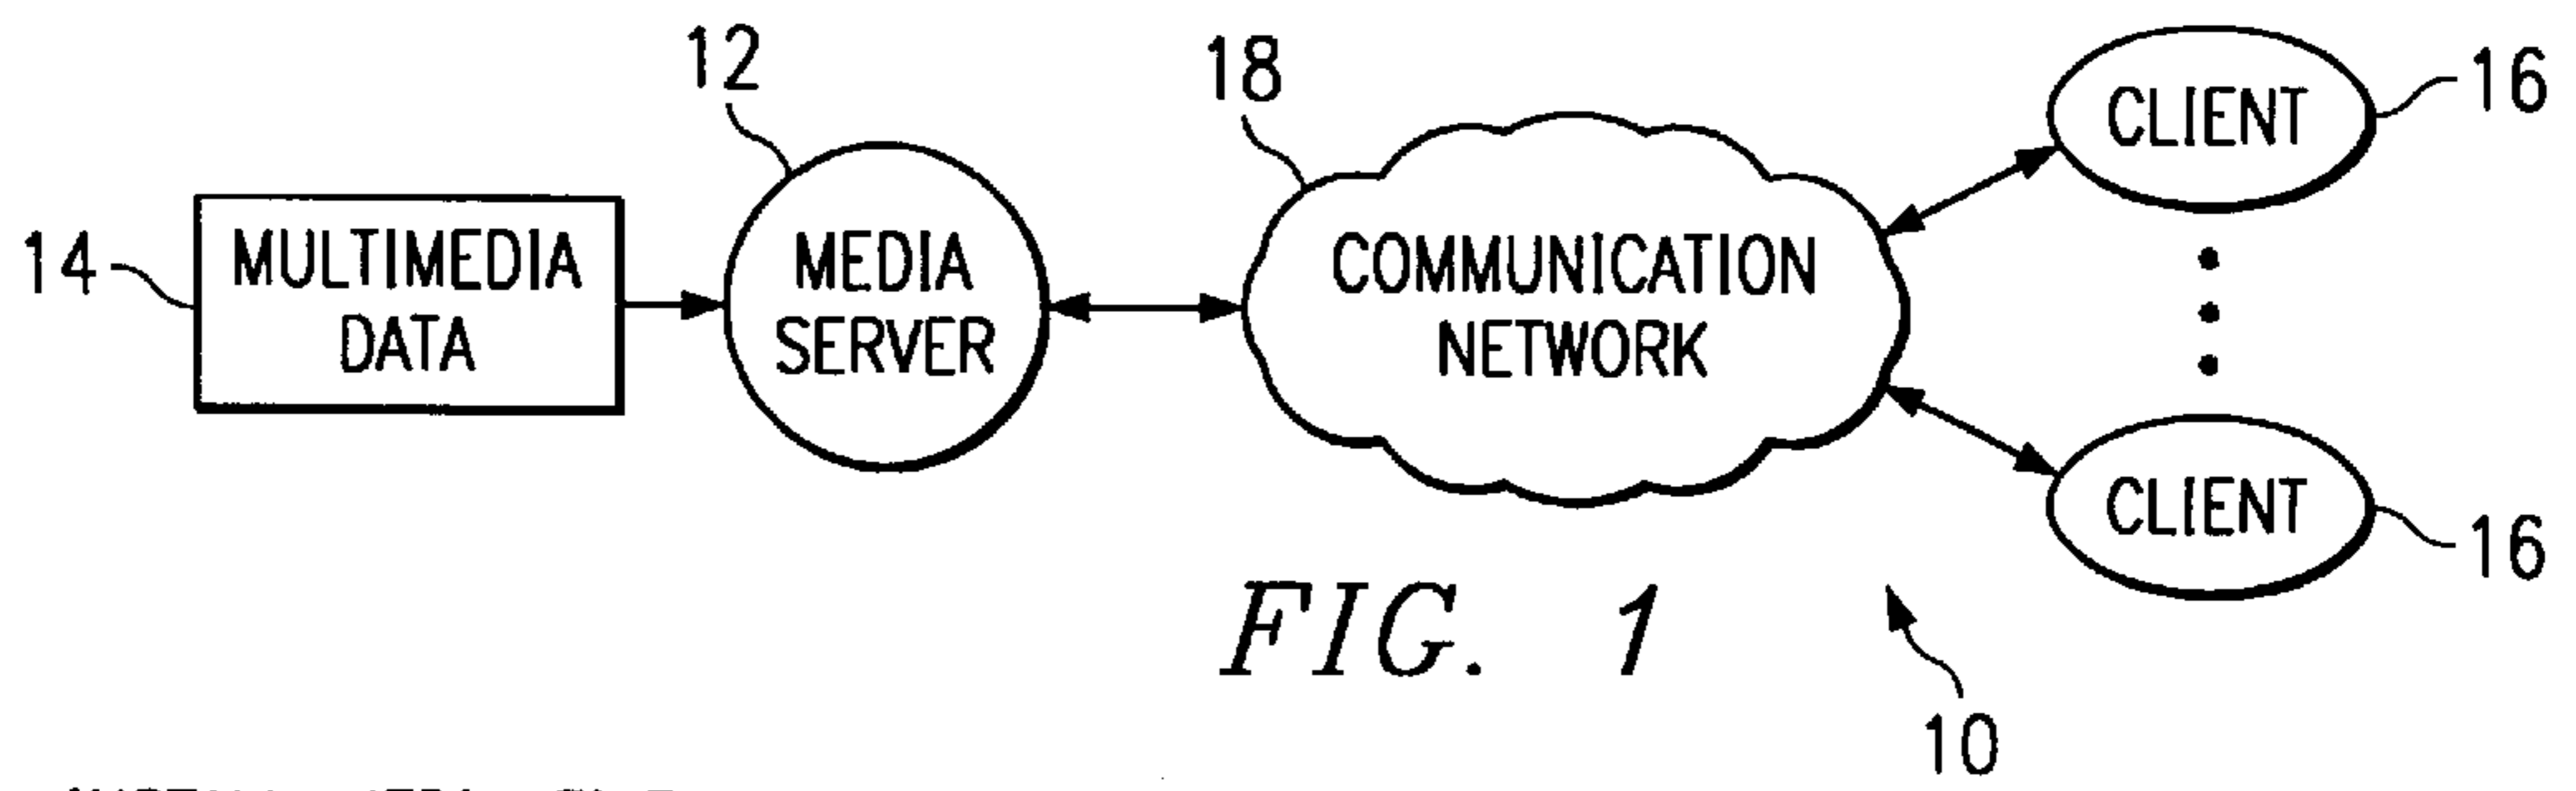 12
18
CLIENT
16
14
MULTIMEDIA
DATA
MEDIA
SERVER
COMMUNICATION
NETWORK
CLIENT
16
FIG. 1
10